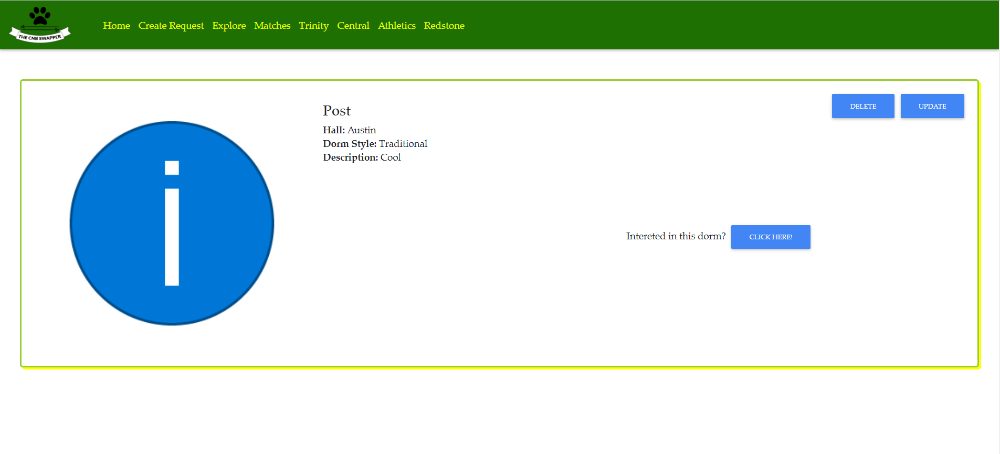 THE CNB SWAPPER
Home Create Request Explore Matches Trinity Central Athletics Redstone
DELETE UPDATE
Post
Hall: Austin
Dorm Style: Traditional
Description: Cool
i
Intereted in this dorm? CLICK HERE!